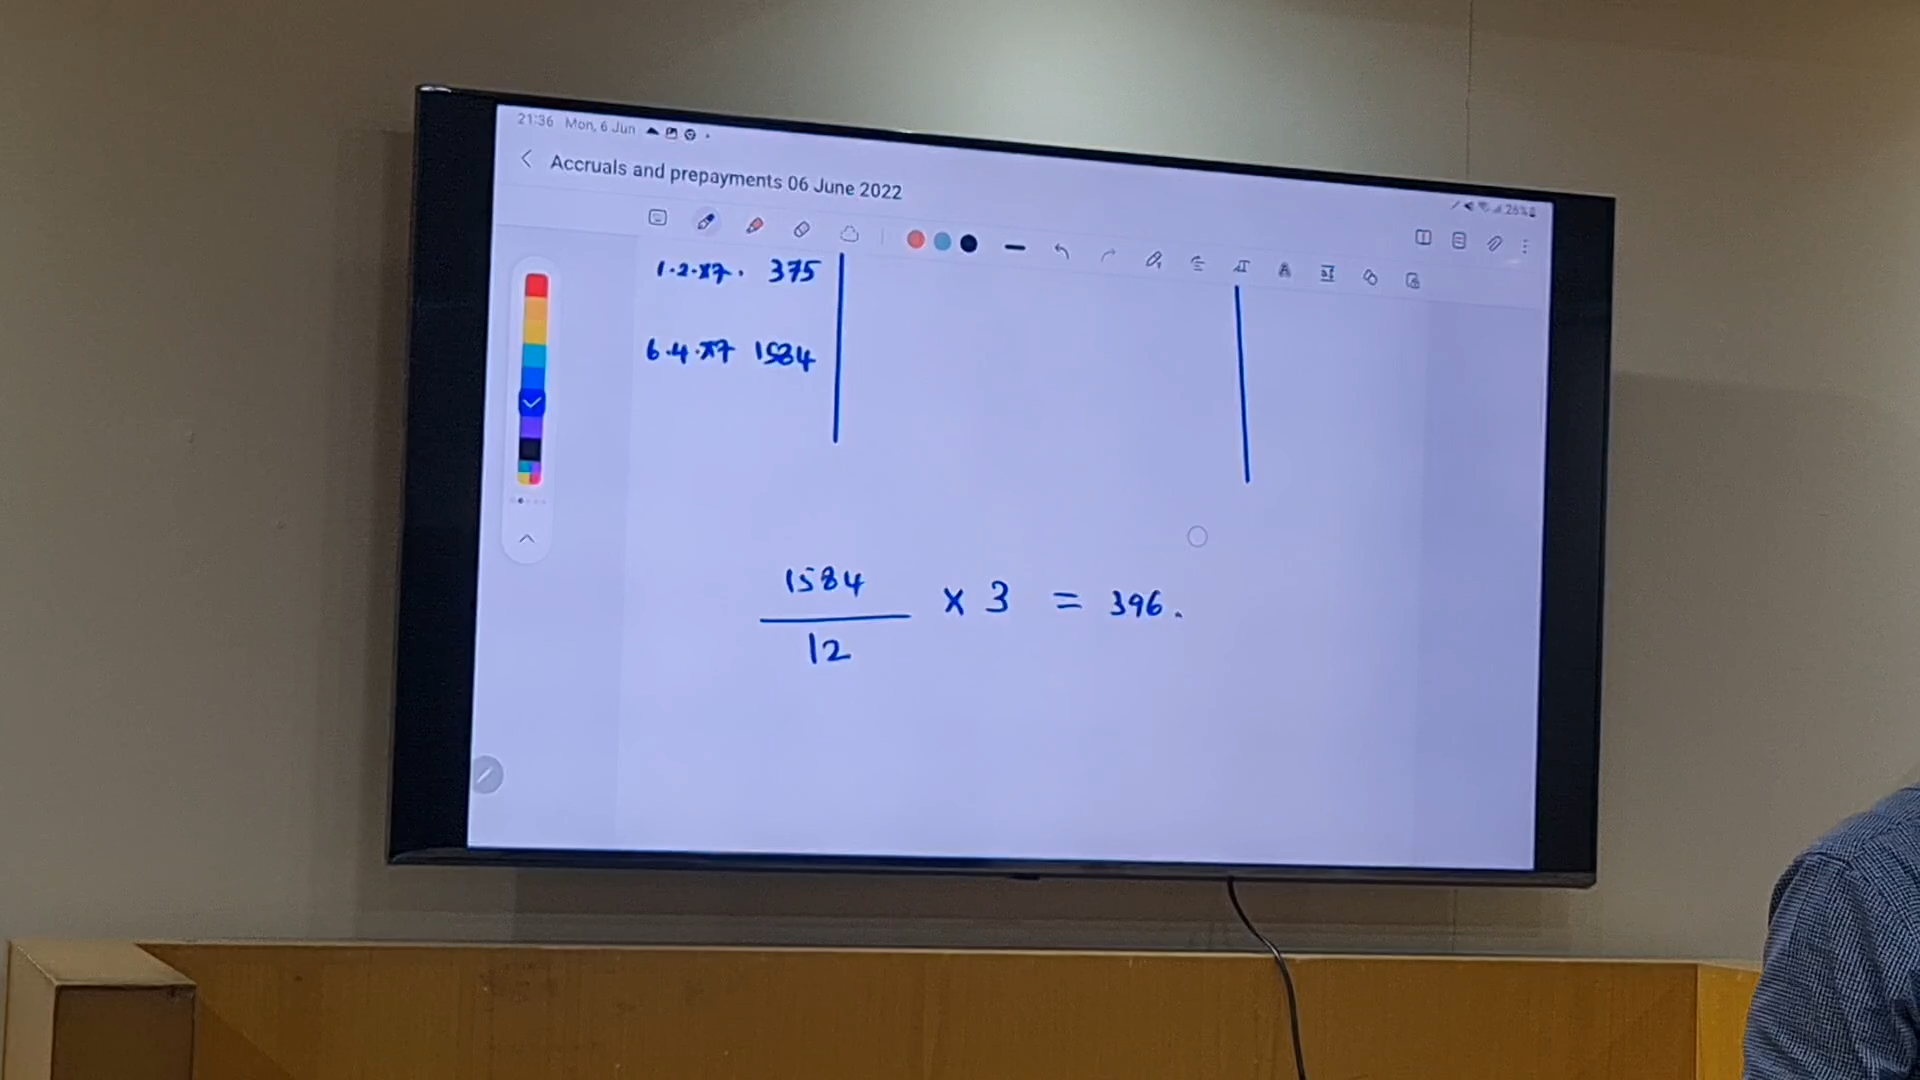 21:36 Mon, 6 Jun
26%
Accruals and prepayments 06 June 2022
1.2.x7. 375
6.4.x7 1584
1584
12
x 3 = 396.